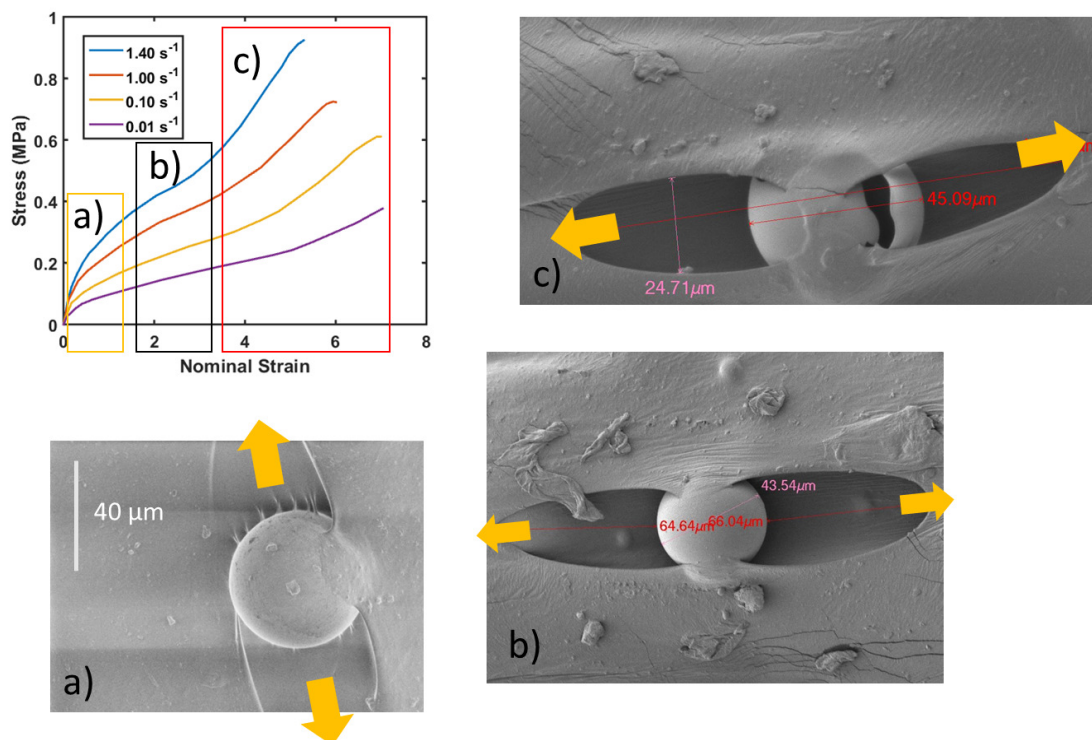 1
0.8
0.6
0.4
0.2
0
0 2 4 6 8
Stress (MPa)
Nominal Strain
1.40 s⁻¹
1.00 s⁻¹
0.10 s⁻¹
0.01 s⁻¹
a)
b)
c)
45.09µm
24.71µm
c)
40 µm
a)
43.54µm
64.64µm
66.04µm
b)